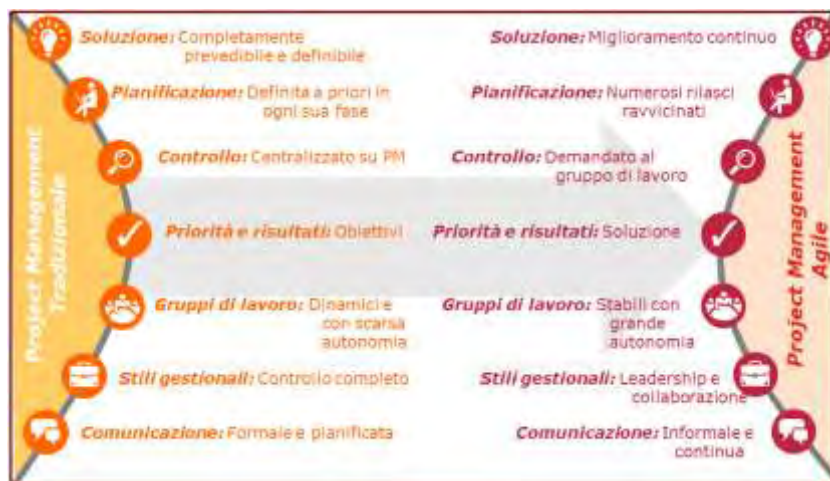 Project Management
Tradizionale
Soluzione: Completamente
prevedibile e definibile
Planificazione: Definita a priori in
ogni sua fase
Controllo: Centralizzato su PM
Priorità e risultati: Obiettivi
Gruppi di lavoro: Dinamici e
con scarsa
autonomia
Stili gestionali: Controllo completo
Comunicazione: Formale e planificata
Soluzione: Miglioramento continuo
Planificazione: Numerosi rilasci
ravvicinati
Controllo: Demandato al
gruppo di lavoro
Priorità e risultati: Soluzione
Gruppi di lavoro: Stabili con
grande
autonomia
Stili gestionali: Leadership e
collaborazione
Comunicazione: Informale e
continua
Project Management
Agile